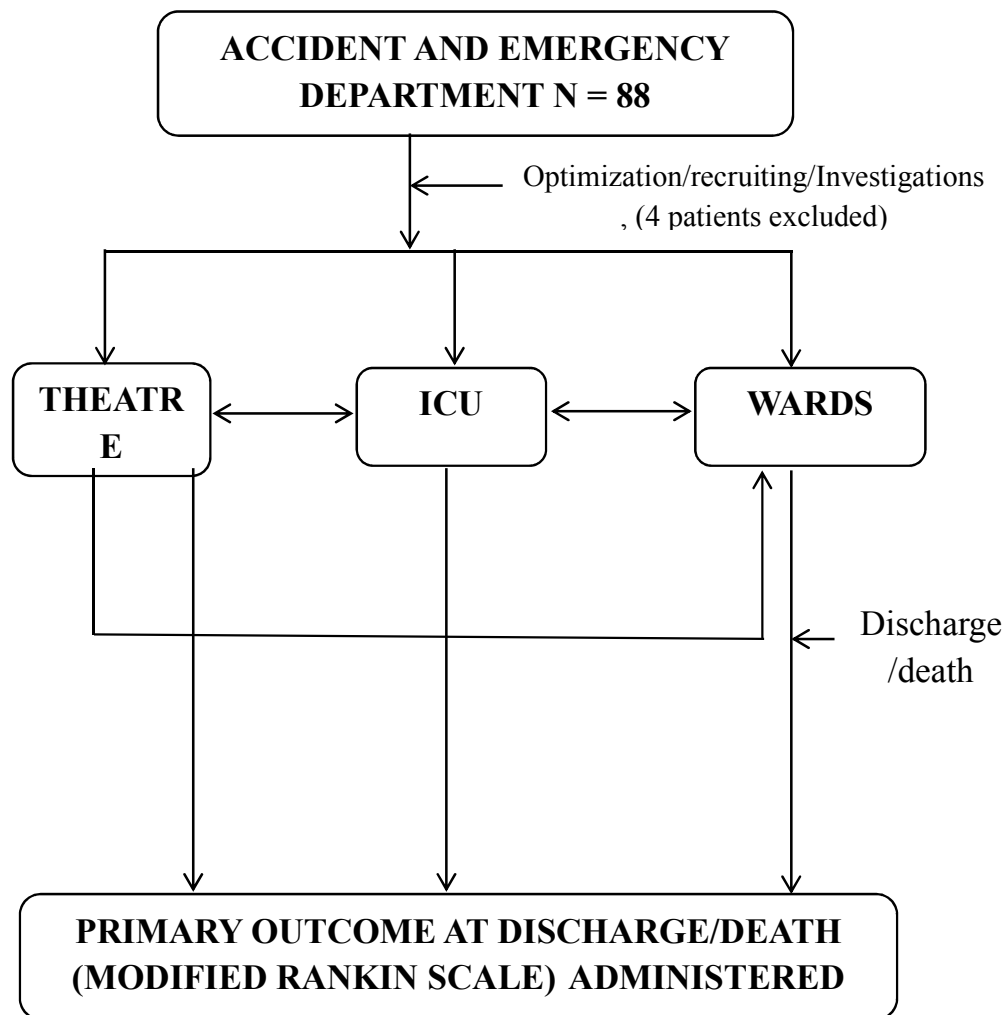 ACCIDENT AND EMERGENCY
DEPARTMENT N = 88
Optimization/recruiting/Investigations
, (4 patients excluded)
THEATR
E
ICU
WARDS
Discharge
/death
PRIMARY OUTCOME AT DISCHARGE/DEATH
(MODIFIED RANKIN SCALE) ADMINISTERED